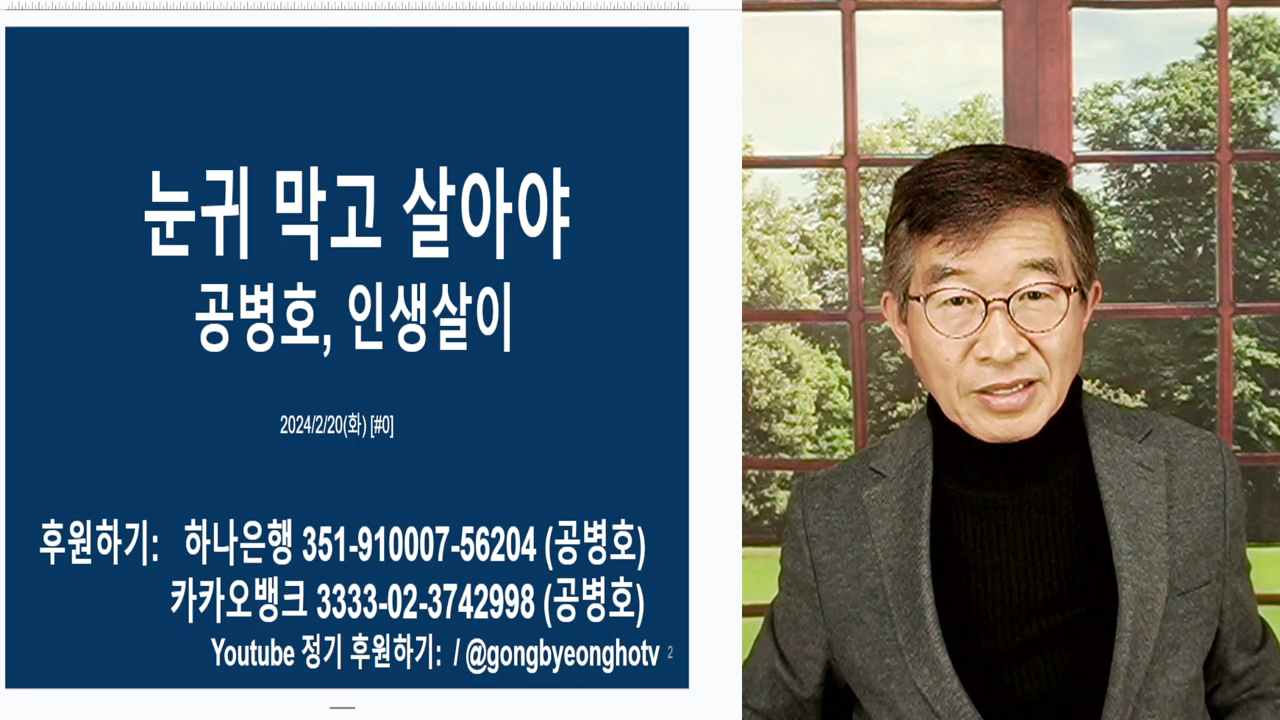 눈귀 막고 살아야
공병호, 인생살이
2024/2/20(화) [#0]
후원하기: 하나은행 351-910007-56204 (공병호)
카카오뱅크 3333-02-3742998 (공병호)
Youtube 정기 후원하기: / @gongbyeonghotv
2